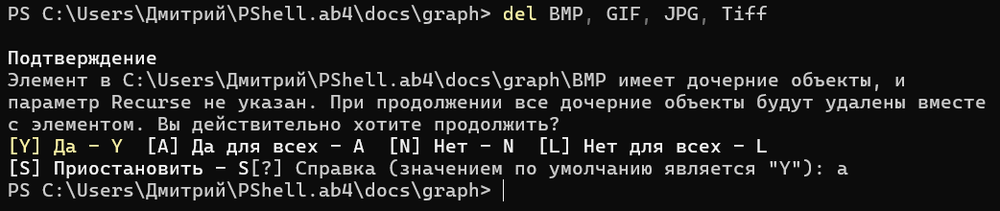 PS C:\Users\Дмитрий\PShell.ab4\docs\graph> del BMP, GIF, JPG, Tiff
Подтверждение
Элемент в C:\Users\Дмитрий\PShell.ab4\docs\graph\BMP имеет дочерние объекты, и
параметр Recurse не указан. При продолжении все дочерние объекты будут удалены вместе
с элементом. Вы действительно хотите продолжить?
[Y] Да - Y  [A] Да для всех - A  [N] Нет - N  [L] Нет для всех - L
[S] Приостановить - S[?] Справка (значением по умолчанию является "Y"): a
PS C:\Users\Дмитрий\PShell.ab4\docs\graph>